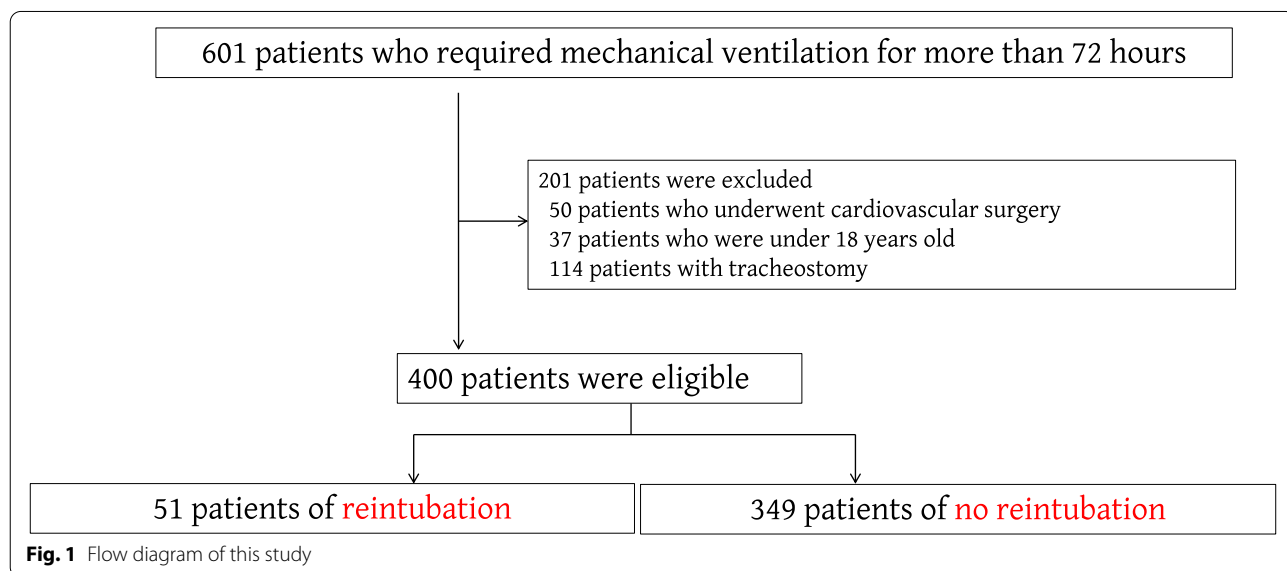 601 patients who required mechanical ventilation for more than 72 hours
201 patients were excluded
50 patients who underwent cardiovascular surgery
37 patients who were under 18 years old
114 patients with tracheostomy
400 patients were eligible
51 patients of reintubation
349 patients of no reintubation
Fig. 1 Flow diagram of this study